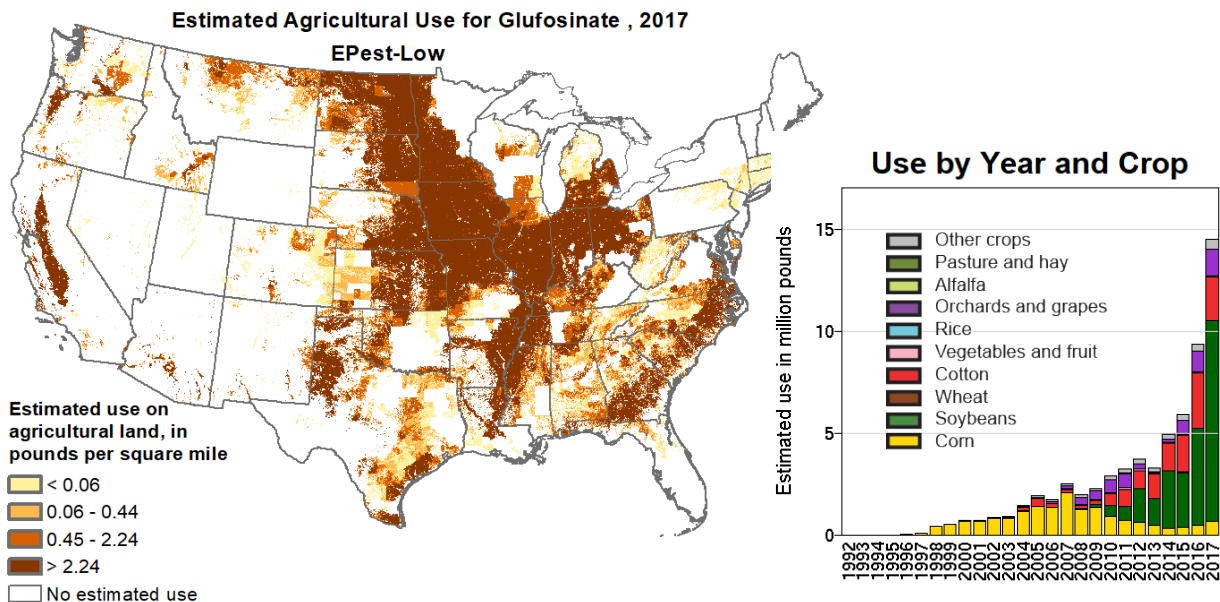 Estimated Agricultural Use for Glufosinate , 2017
EPest-Low
Estimated use on
agricultural land, in
pounds per square mile
< 0.06
0.06 - 0.44
0.45 - 2.24
> 2.24
No estimated use
Use by Year and Crop
Estimated use in million pounds
15
10
5
0
Other crops
Pasture and hay
Alfalfa
Orchards and grapes
Rice
Vegetables and fruit
Cotton
Wheat
Soybeans
Corn
1992
1993
1994
1995
1996
1997
1998
1999
2000
2001
2002
2003
2004
2005
2006
2007
2008
2009
2010
2011
2012
2013
2014
2015
2016
2017